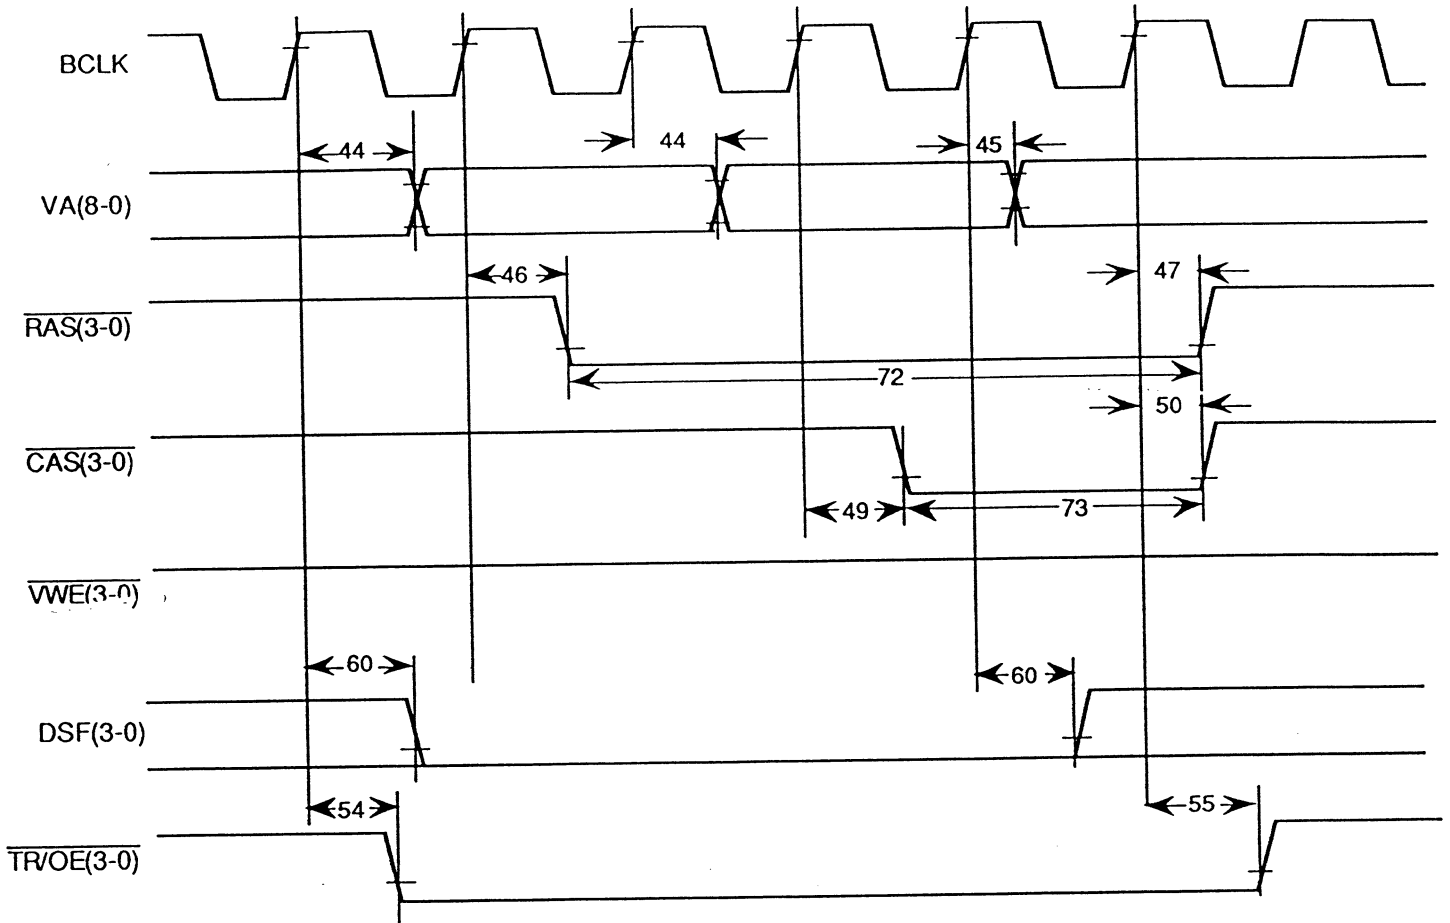 BCLK
44
44
45
VA(8-0)
46
47
RAS(3-0)
72
50
CAS(3-0)
49
73
VWE(3-0)
60
60
DSF(3-0)
54
55
TR/OE(3-0)